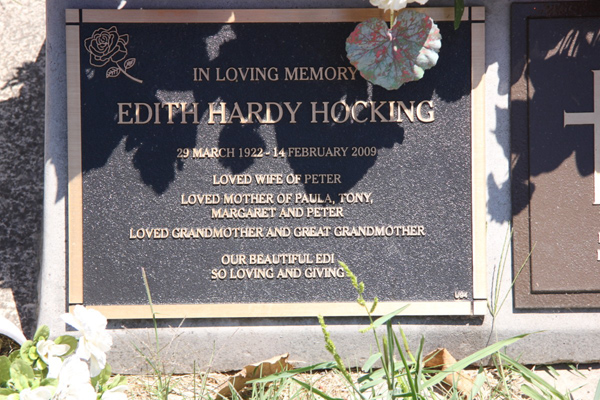 IN LOVING MEMORY
EDITH HARDY HOCKING
29 MARCH 1922 - 14 FEBRUARY 2009
LOVED WIFE OF PETER
LOVED MOTHER OF PAULA, TONY,
MARGARET AND PETER
LOVED GRANDMOTHER AND GREAT GRANDMOTHER
OUR BEAUTIFUL EDI
SO LOVING AND GIVING